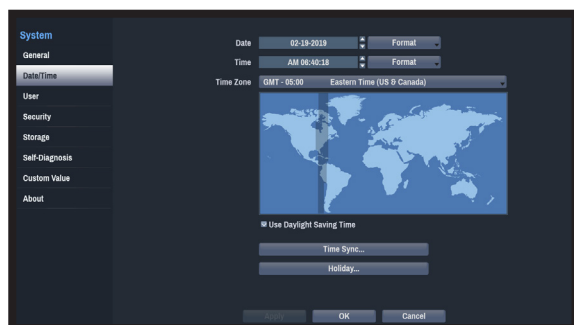 System
General
Date/Time
User
Security
Storage
Self-Diagnosis
Custom Value
About
Date 02-19-2019 Format
Time AM 06:40:18 Format
Time Zone GMT - 05:00 Eastern Time (US & Canada)
Use Daylight Saving Time
Time Sync...
Holiday...
Apply OK Cancel